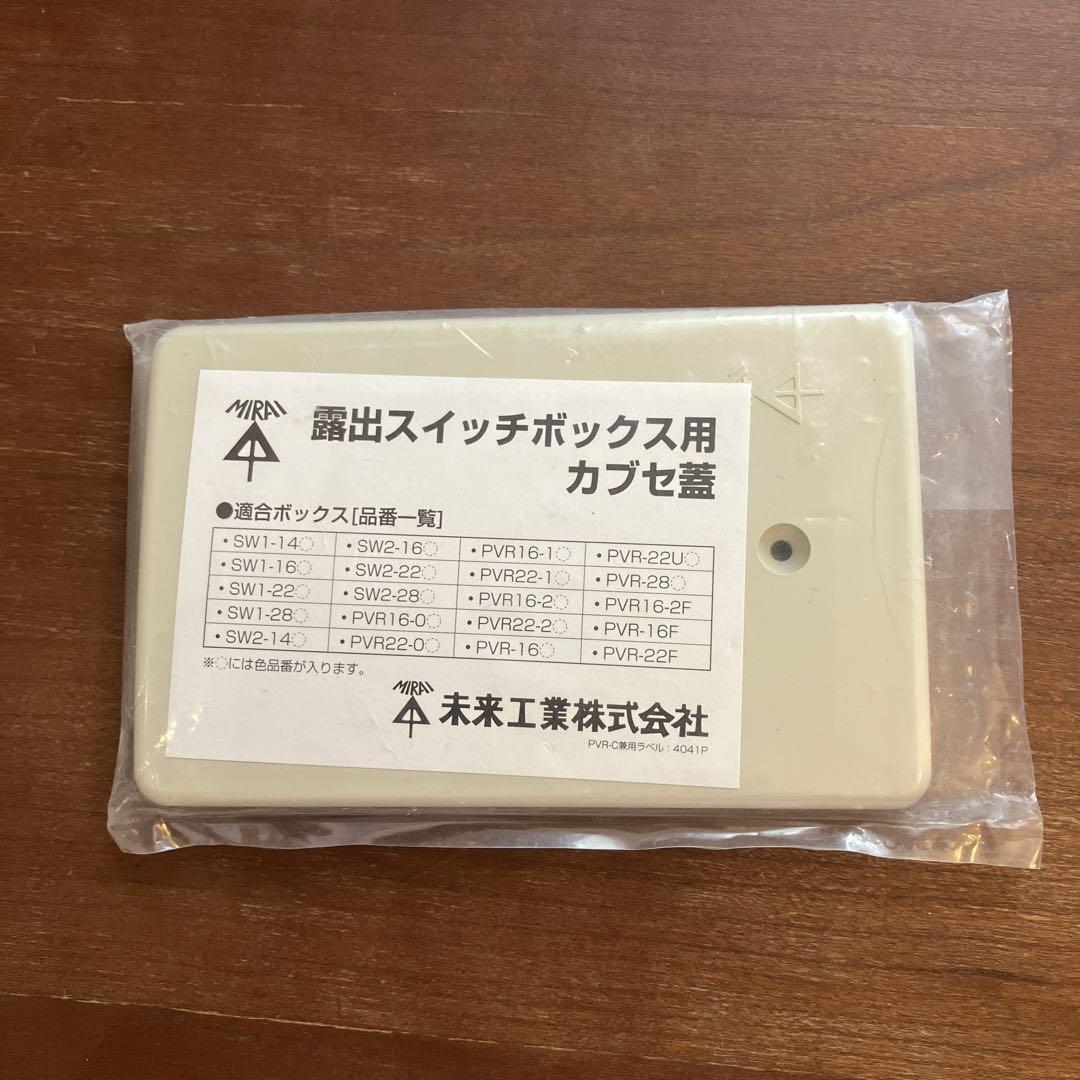 MIRAI
露出スイッチボックス用
カブセ蓋
●適合ボックス[品番一覧]
・SW1-14◌ ・SW2-16◌ ・PVR16-1◌ ・PVR-22U◌
・SW1-16◌ ・SW2-22◌ ・PVR22-1◌ ・PVR-28◌
・SW1-22◌ ・SW2-28◌ ・PVR16-2◌ ・PVR16-2F
・SW1-28◌ ・PVR16-0◌ ・PVR22-2◌ ・PVR-16F
・SW2-14◌ ・PVR22-0◌ ・PVR-16◌ ・PVR-22F
※◌には色品番が入ります。
MIRAI
未来工業株式会社
PVR-C兼用ラベル：4041P